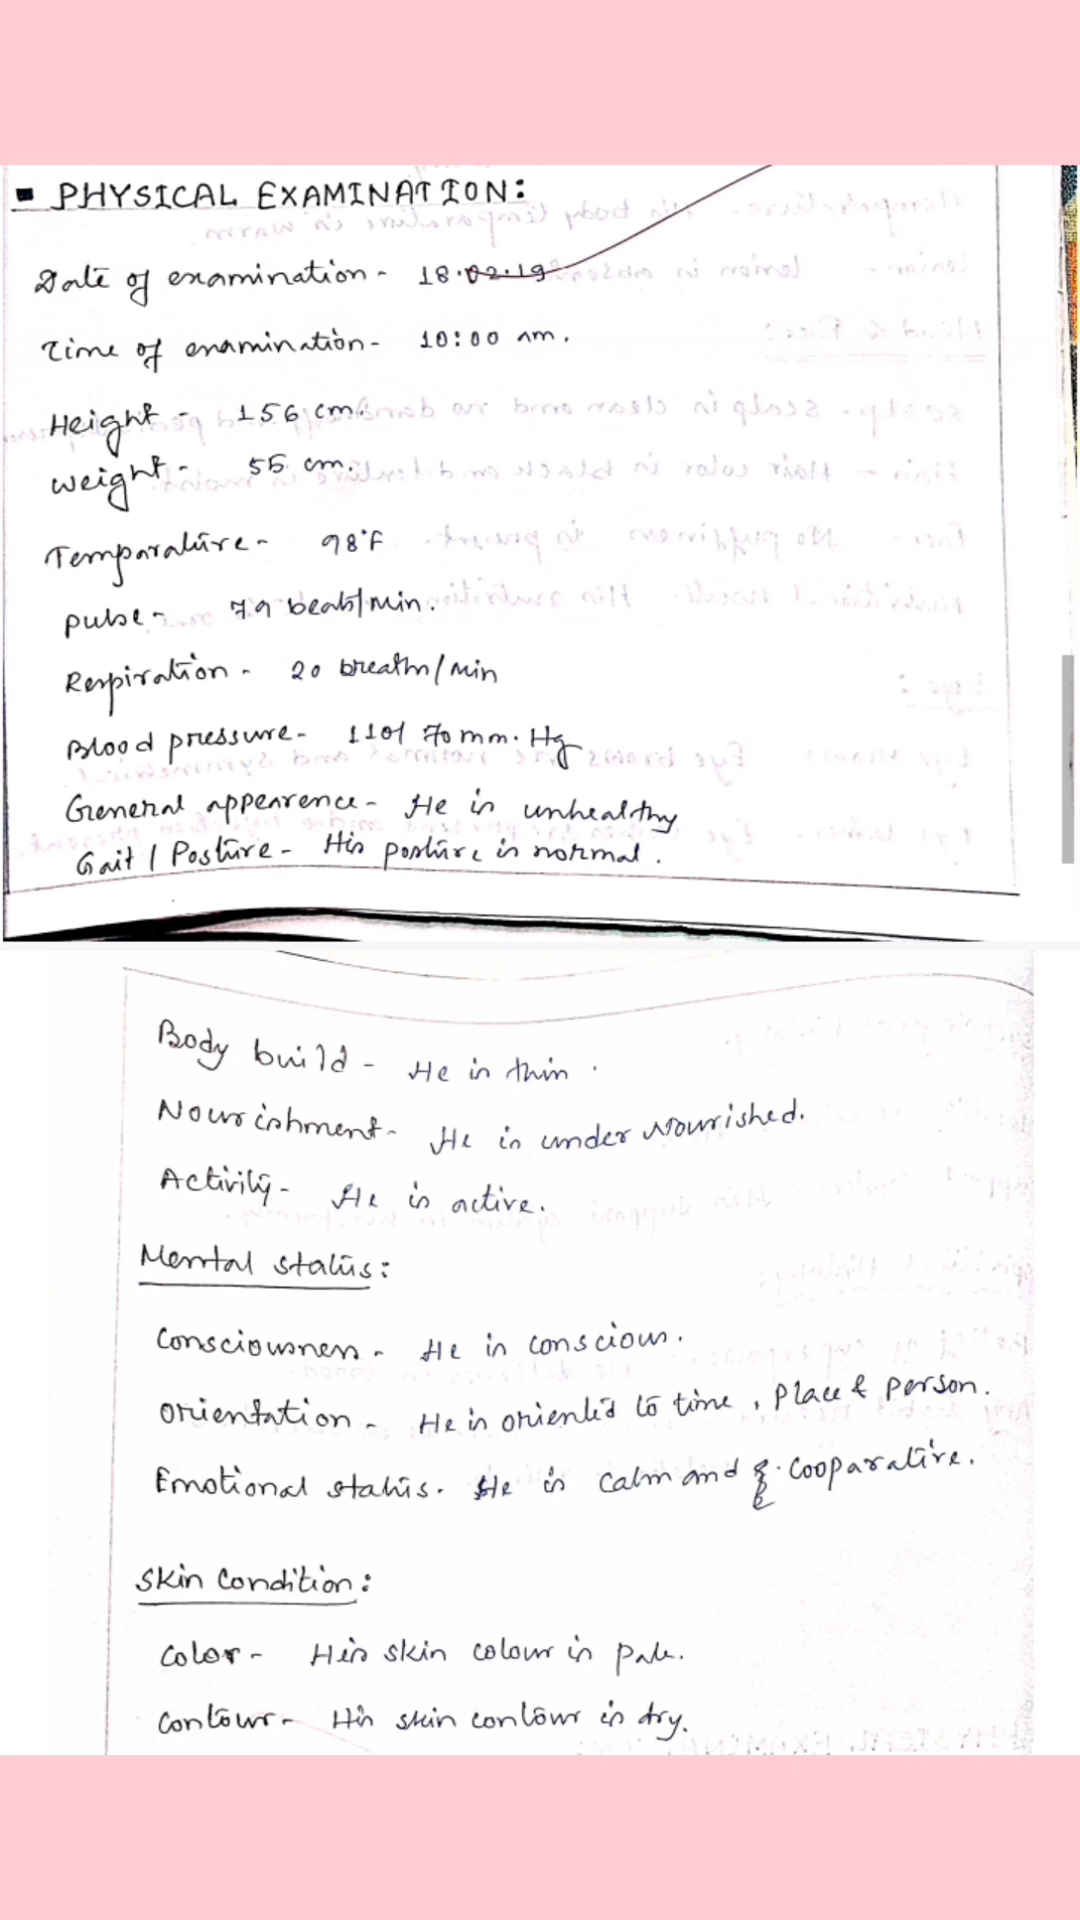 ▪ PHYSICAL EXAMINATION:
Date of examination - 18.02.19
Time of examination - 10:00 am.
Height - 156 cm.
weight - 55 cm.
Temparature - 98°F
pulse - 79 beats/min.
Respiration - 20 breaths/min
Blood pressure - 110/70 mm.Hg
General appearence - He is unhealthy
Gait / Posture - His posture is normal.
Body build - He is thin.
Nourishment - He is under nourished.
Activity - He is active.
Mental status:
Consciousness - He is conscious.
Orientation - He is oriented to time, place & person.
Emotional status. He is calm and cooparative.
Skin Condition:
Color - His skin colour is pale.
Contour - His skin contour is dry.